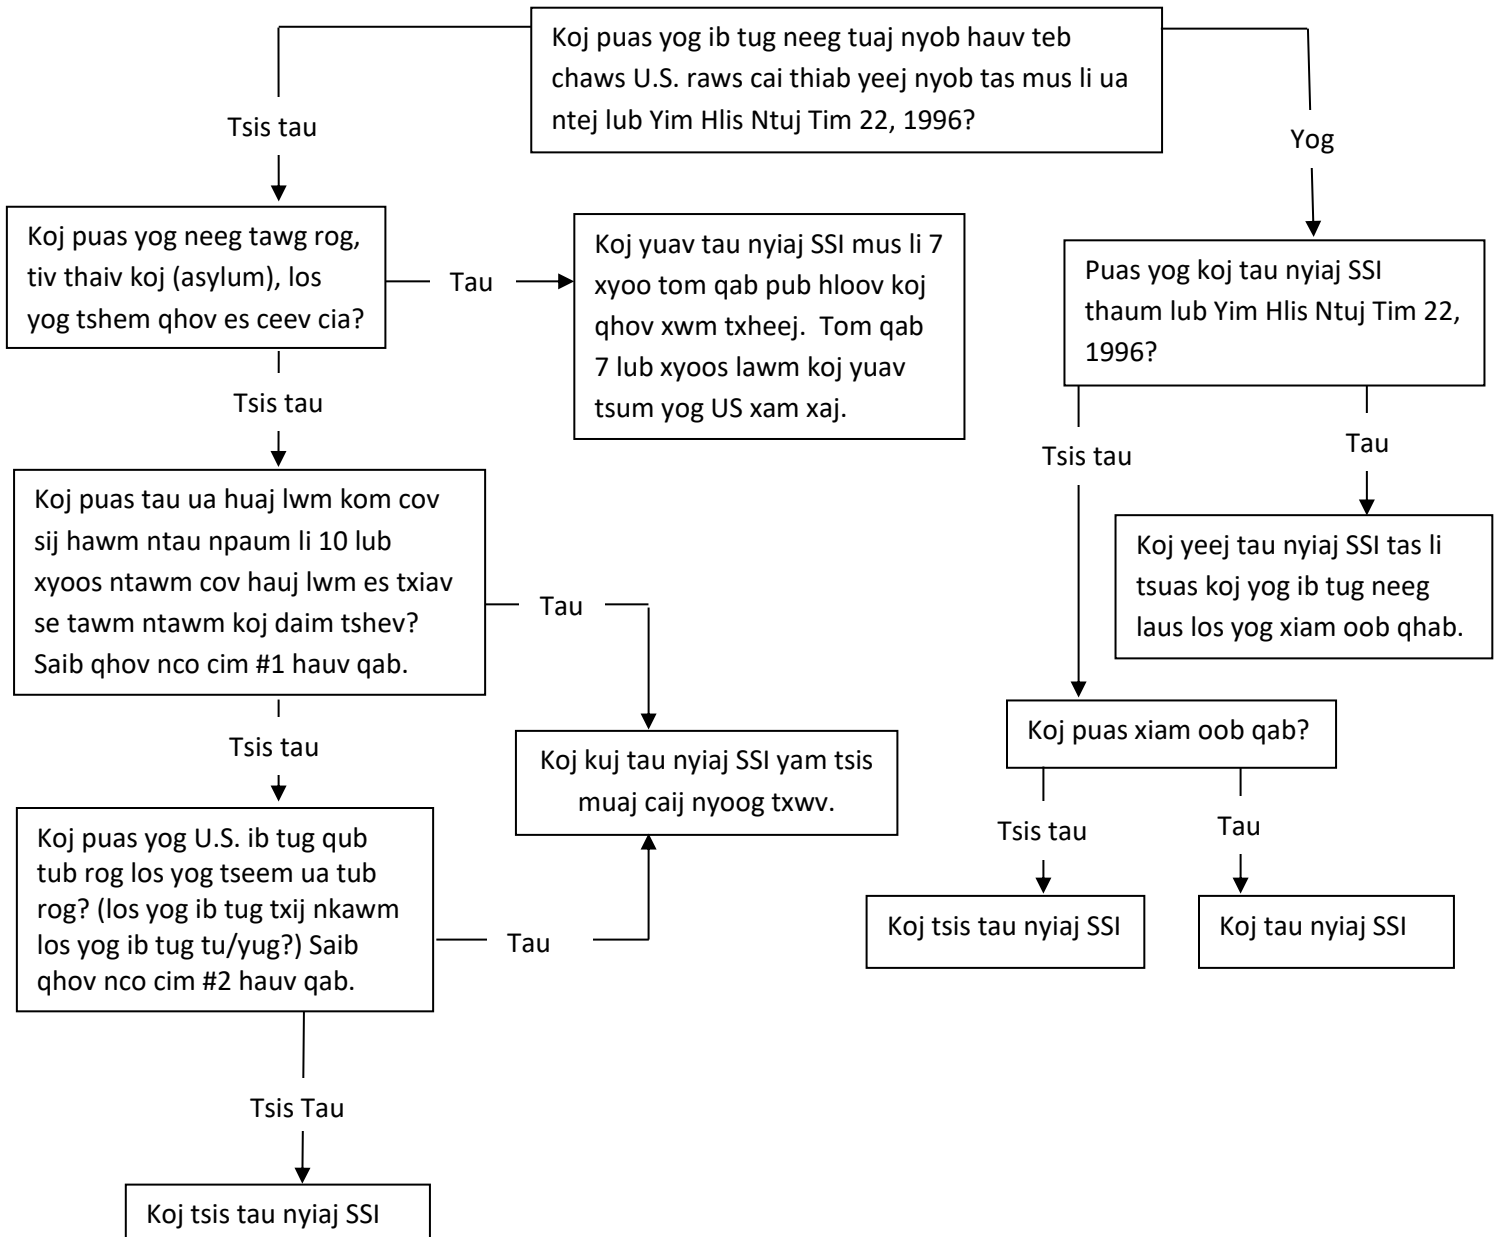 Koj puas yog ib tug neeg tuaj nyob hauv teb
chaws U.S. raws cai thiab yeej nyob tas mus li ua
ntej lub Yim Hlis Ntuj Tim 22, 1996?
Tsis tau
Yog
Koj puas yog neeg tawg rog,
tiv thaiv koj (asylum), los
yog tshem qhov es ceev cia?
Tau
Koj yuav tau nyiaj SSI mus li 7
xyoo tom qab pub hloov koj
qhov xwm txheej.  Tom qab
7 lub xyoos lawm koj yuav
tsum yog US xam xaj.
Puas yog koj tau nyiaj SSI
thaum lub Yim Hlis Ntuj Tim 22,
1996?
Tsis tau
Tsis tau
Tau
Koj puas tau ua huaj lwm kom cov
sij hawm ntau npaum li 10 lub
xyoos ntawm cov hauj lwm es txiav
se tawm ntawm koj daim tshev?
Saib qhov nco cim #1 hauv qab.
Tau
Koj yeej tau nyiaj SSI tas li
tsuas koj yog ib tug neeg
laus los yog xiam oob qhab.
Tsis tau
Koj kuj tau nyiaj SSI yam tsis
muaj caij nyoog txwv.
Koj puas xiam oob qab?
Koj puas yog U.S. ib tug qub
tub rog los yog tseem ua tub
rog? (los yog ib tug txij nkawm
los yog ib tug tu/yug?) Saib
qhov nco cim #2 hauv qab.
Tau
Tsis tau
Tau
Koj tsis tau nyiaj SSI
Koj tau nyiaj SSI
Tsis Tau
Koj tsis tau nyiaj SSI